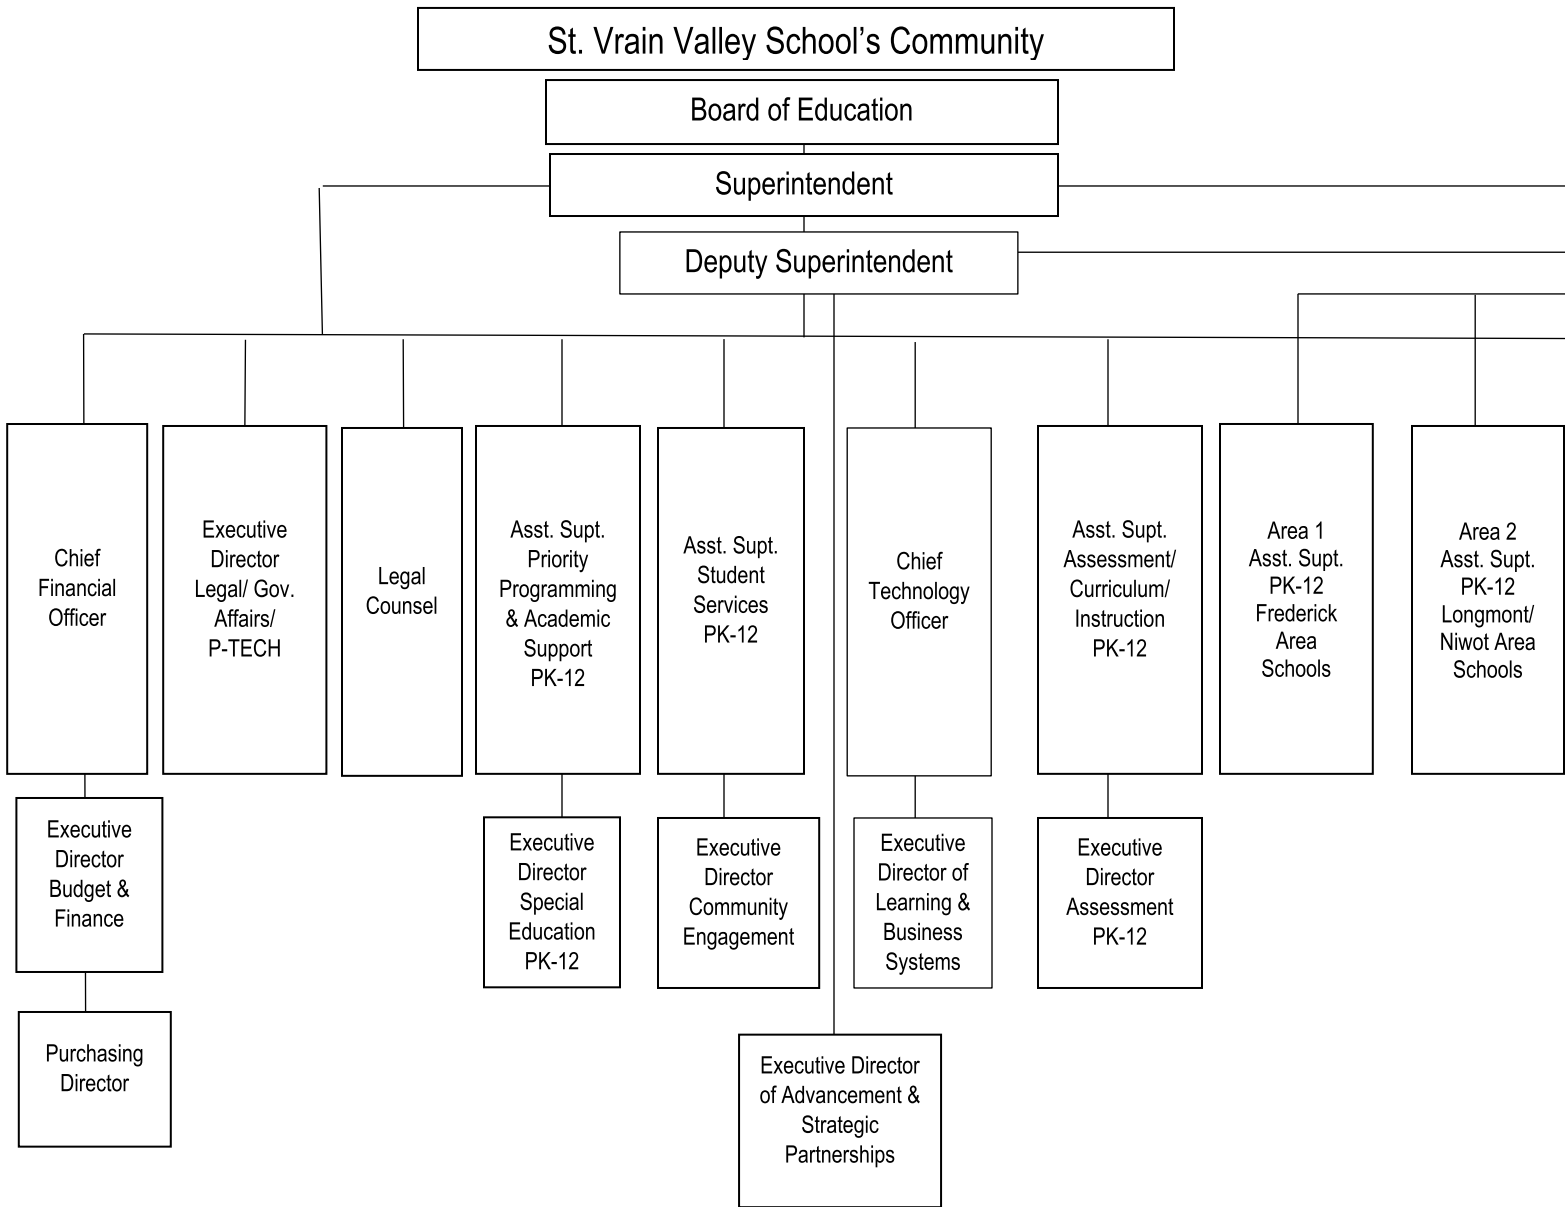 St. Vrain Valley School’s Community
Board of Education
Superintendent
Deputy Superintendent
Chief
Financial
Officer
Executive
Director
Legal/ Gov.
Affairs/
P-TECH
Legal
Counsel
Asst. Supt.
Priority
Programming
& Academic
Support
PK-12
Asst. Supt.
Student
Services
PK-12
Chief
Technology
Officer
Asst. Supt.
Assessment/
Curriculum/
Instruction
PK-12
Area 1
Asst. Supt.
PK-12
Frederick
Area
Schools
Area 2
Asst. Supt.
PK-12
Longmont/
Niwot Area
Schools
Executive
Director
Budget &
Finance
Executive
Director
Special
Education
PK-12
Executive
Director
Community
Engagement
Executive
Director of
Learning &
Business
Systems
Executive
Director
Assessment
PK-12
Purchasing
Director
Executive Director
of Advancement &
Strategic
Partnerships